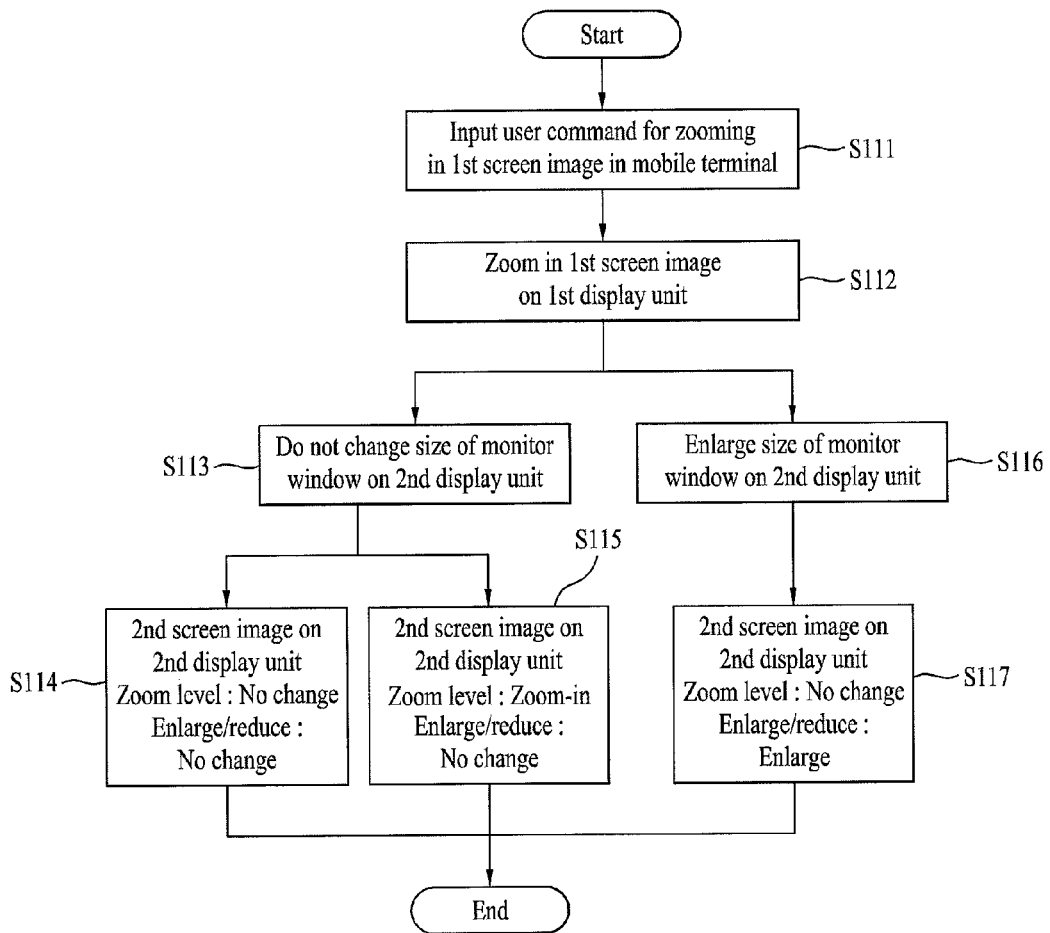 Start
Input user command for zooming
in 1st screen image in mobile terminal
S111
Zoom in 1st screen image
on 1st display unit
S112
S113
Do not change size of monitor
window on 2nd display unit
Enlarge size of monitor
window on 2nd display unit
S116
S115
S114
2nd screen image on
2nd display unit
Zoom level : No change
Enlarge/reduce :
No change
2nd screen image on
2nd display unit
Zoom level : Zoom-in
Enlarge/reduce :
No change
2nd screen image on
2nd display unit
Zoom level : No change
Enlarge/reduce :
Enlarge
S117
End